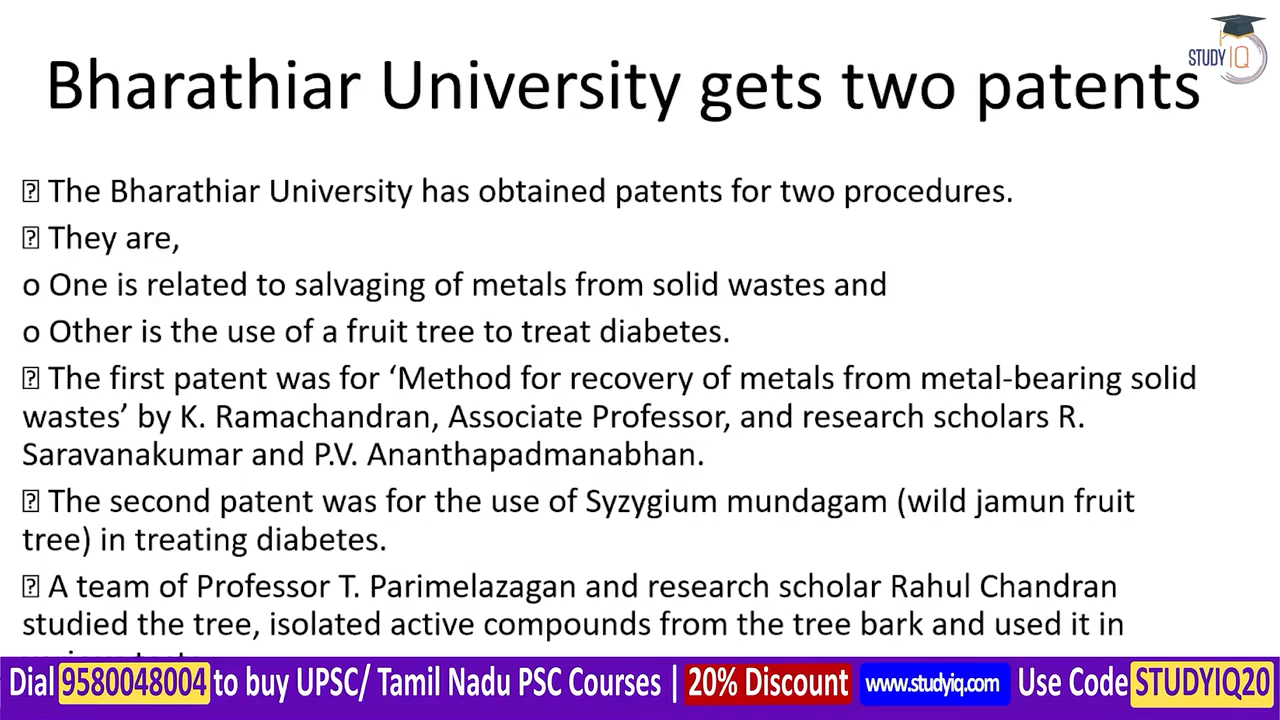 STUDY IQ
Bharathiar University gets two patents
The Bharathiar University has obtained patents for two procedures.
They are,
o One is related to salvaging of metals from solid wastes and
o Other is the use of a fruit tree to treat diabetes.
The first patent was for ‘Method for recovery of metals from metal-bearing solid
wastes’ by K. Ramachandran, Associate Professor, and research scholars R.
Saravanakumar and P.V. Ananthapadmanabhan.
The second patent was for the use of Syzygium mundagam (wild jamun fruit
tree) in treating diabetes.
A team of Professor T. Parimelazagan and research scholar Rahul Chandran
studied the tree, isolated active compounds from the tree bark and used it in
Dial 9580048004 to buy UPSC/ Tamil Nadu PSC Courses | 20% Discount www.studyiq.com Use Code STUDYIQ20